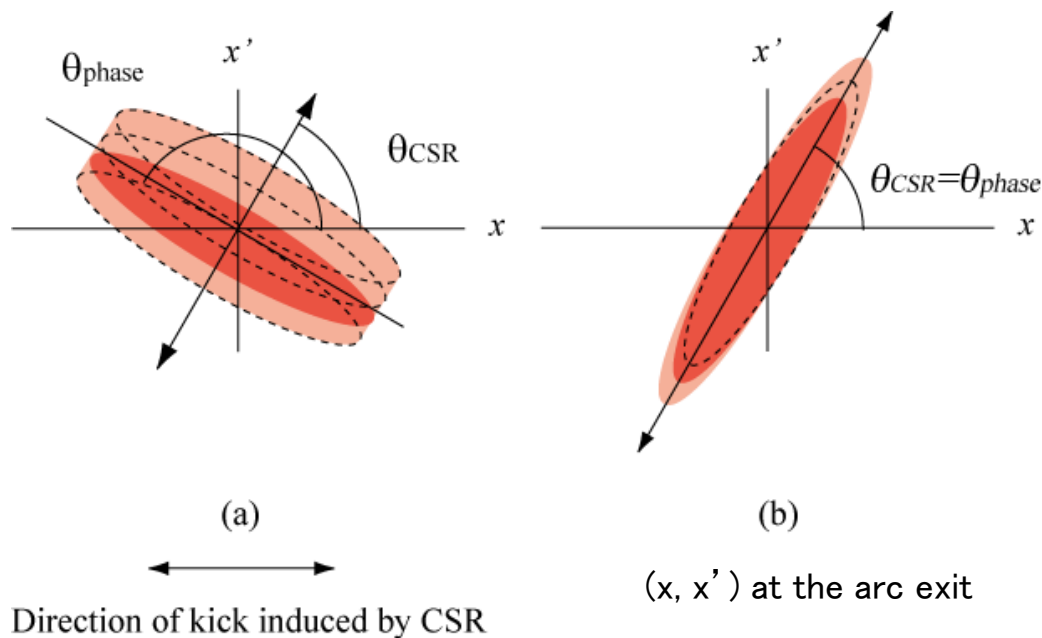 x’
θphase
θCSR
x
(a)
Direction of kick induced by CSR
x’
θCSR=θphase
x
(b)
(x, x’) at the arc exit